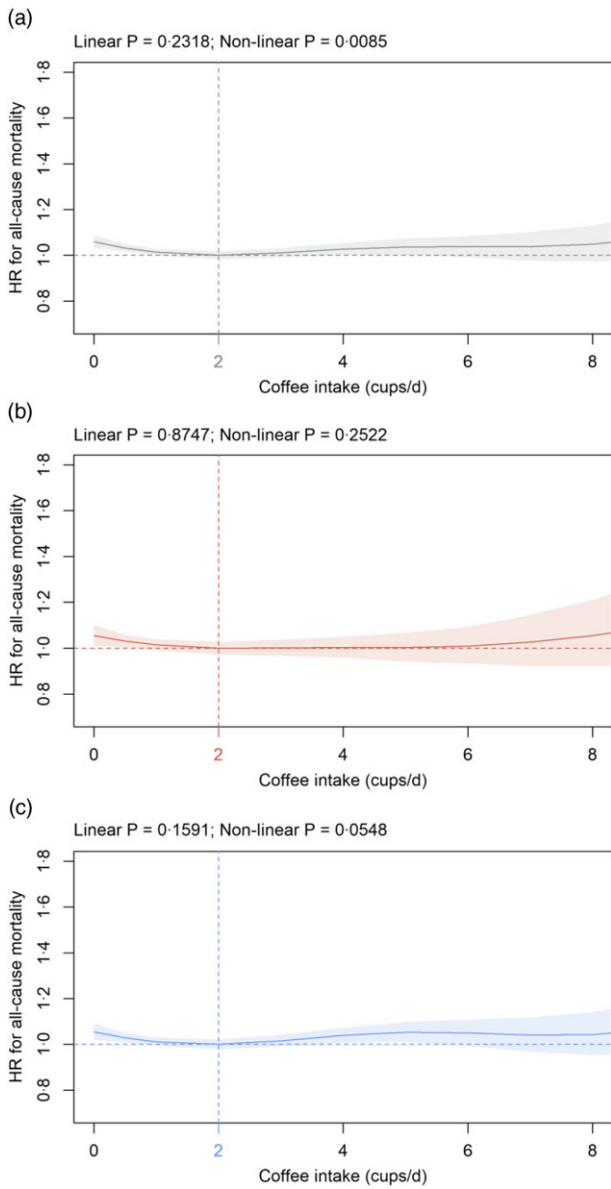 (a)
Linear P = 0·2318; Non-linear P = 0·0085
HR for all-cause mortality
1·8
1·6
1·4
1·2
1·0
0·8
0 2 4 6 8
Coffee intake (cups/d)
(b)
Linear P = 0·8747; Non-linear P = 0·2522
HR for all-cause mortality
1·8
1·6
1·4
1·2
1·0
0·8
0 2 4 6 8
Coffee intake (cups/d)
(c)
Linear P = 0·1591; Non-linear P = 0·0548
HR for all-cause mortality
1·8
1·6
1·4
1·2
1·0
0·8
0 2 4 6 8
Coffee intake (cups/d)